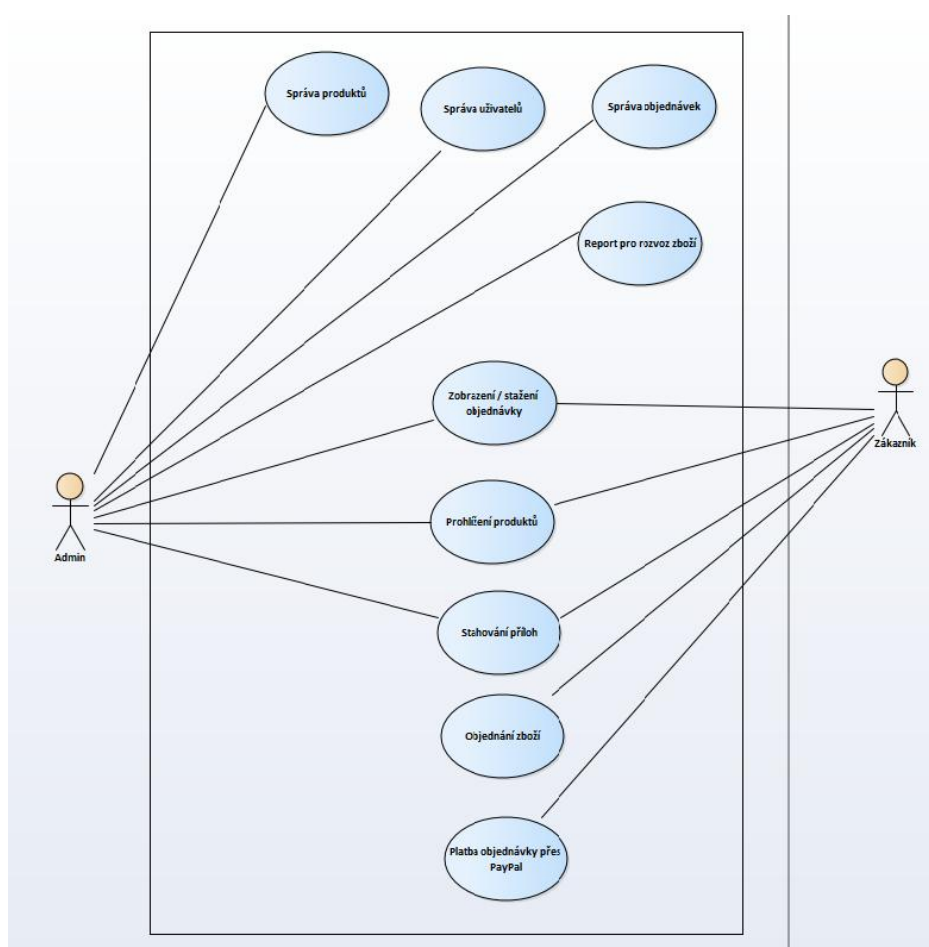 Správa produktů
Správa uživatelů
Správa objednávek
Report pro rozvoz zboží
Zobrazení / stažení
objednávky
Zákazník
Prohlížení produktů
Admin
Stahování příloh
Objednání zboží
Platba objednávky přes
PayPal